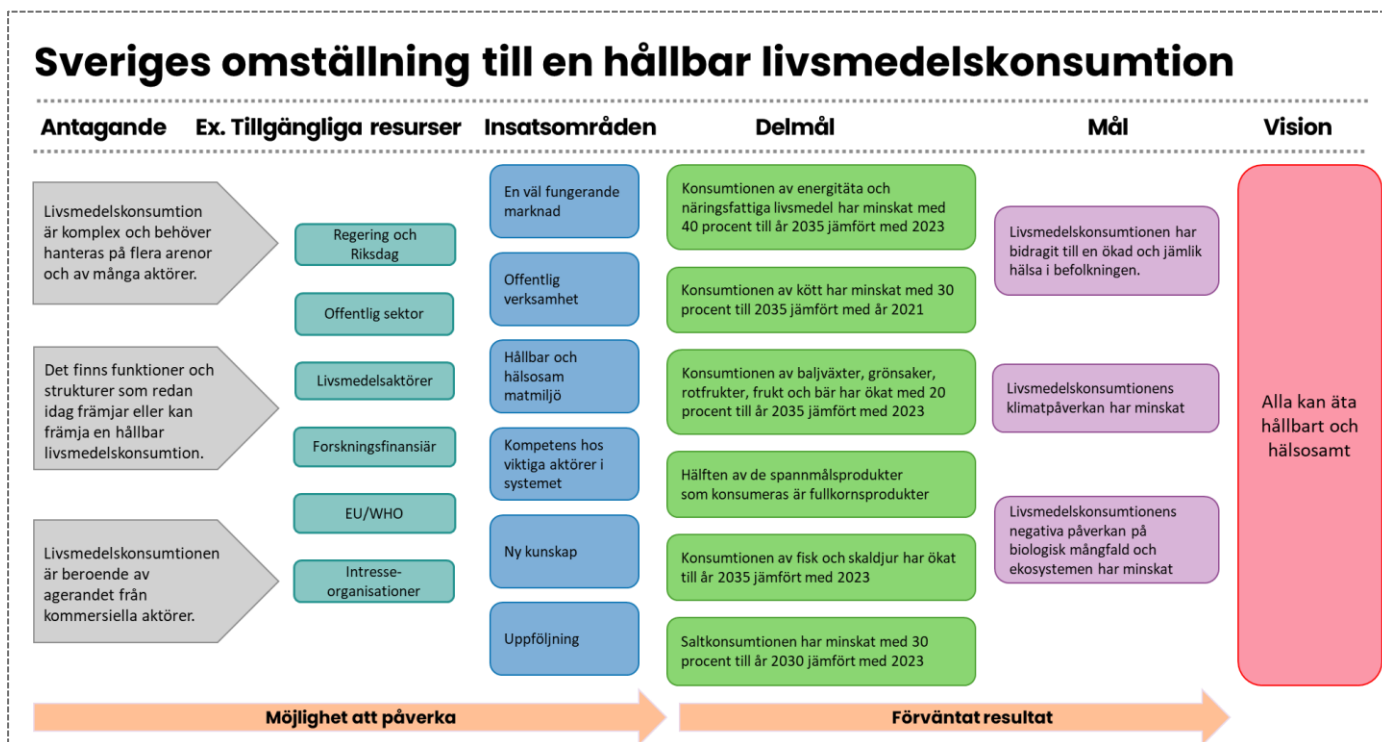 Sveriges omställning till en hållbar livsmedelskonsumtion
Antagande
Ex. Tillgängliga resurser
Insatsområden
Delmål
Mål
Vision
Livsmedelskonsumtion
är komplex och behöver
hanteras på flera arenor
och av många aktörer.
Det finns funktioner och
strukturer som redan
idag främjar eller kan
främja en hållbar
livsmedelskonsumtion.
Livsmedelskonsumtionen
är beroende av
agerandet från
kommersiella aktörer.
Regering och
Riksdag
Offentlig sektor
Livsmedelsaktörer
Forskningsfinansiär
EU/WHO
Intresse-
organisationer
En väl fungerande
marknad
Offentlig
verksamhet
Hållbar och
hälsosam
matmiljö
Kompetens hos
viktiga aktörer i
systemet
Ny kunskap
Uppföljning
Konsumtionen av energitäta och
näringsfattiga livsmedel har minskat med
40 procent till år 2035 jämfört med 2023
Konsumtionen av kött har minskat med 30
procent till 2035 jämfört med år 2021
Konsumtionen av baljväxter, grönsaker,
rotfrukter, frukt och bär har ökat med 20
procent till år 2035 jämfört med 2023
Hälften av de spannmålsprodukter
som konsumeras är fullkornsprodukter
Konsumtionen av fisk och skaldjur har ökat
till år 2035 jämfört med 2023
Saltkonsumtionen har minskat med 30
procent till år 2030 jämfört med 2023
Livsmedelskonsumtionen har
bidragit till en ökad och jämlik
hälsa i befolkningen.
Livsmedelskonsumtionens
klimatpåverkan har minskat
Livsmedelskonsumtionens
negativa påverkan på
biologisk mångfald och
ekosystemen har minskat
Alla kan äta
hållbart och
hälsosamt
Möjlighet att påverka
Förväntat resultat